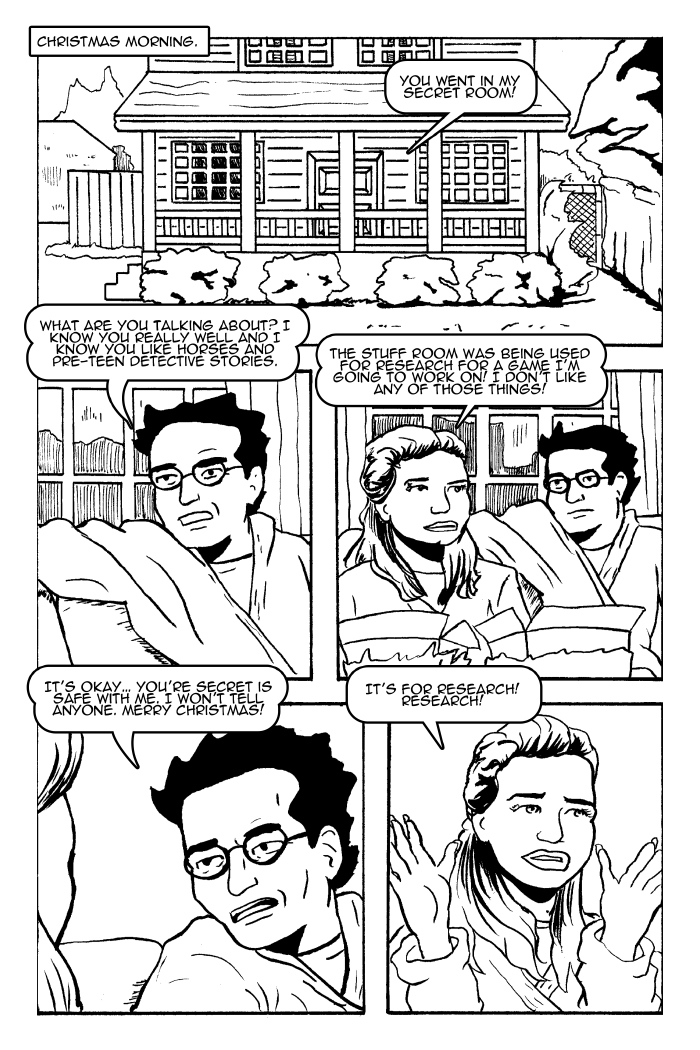 CHRISTMAS MORNING.
YOU WENT IN MY
SECRET ROOM!
WHAT ARE YOU TALKING ABOUT? I
KNOW YOU REALLY WELL AND I
KNOW YOU LIKE HORSES AND
PRE-TEEN DETECTIVE STORIES.
THE STUFF ROOM WAS BEING USED
FOR RESEARCH FOR A GAME I'M
GOING TO WORK ON! I DON'T LIKE
ANY OF THOSE THINGS!
IT'S OKAY... YOU'RE SECRET IS
SAFE WITH ME. I WON'T TELL
ANYONE. MERRY CHRISTMAS!
IT'S FOR RESEARCH!
RESEARCH!